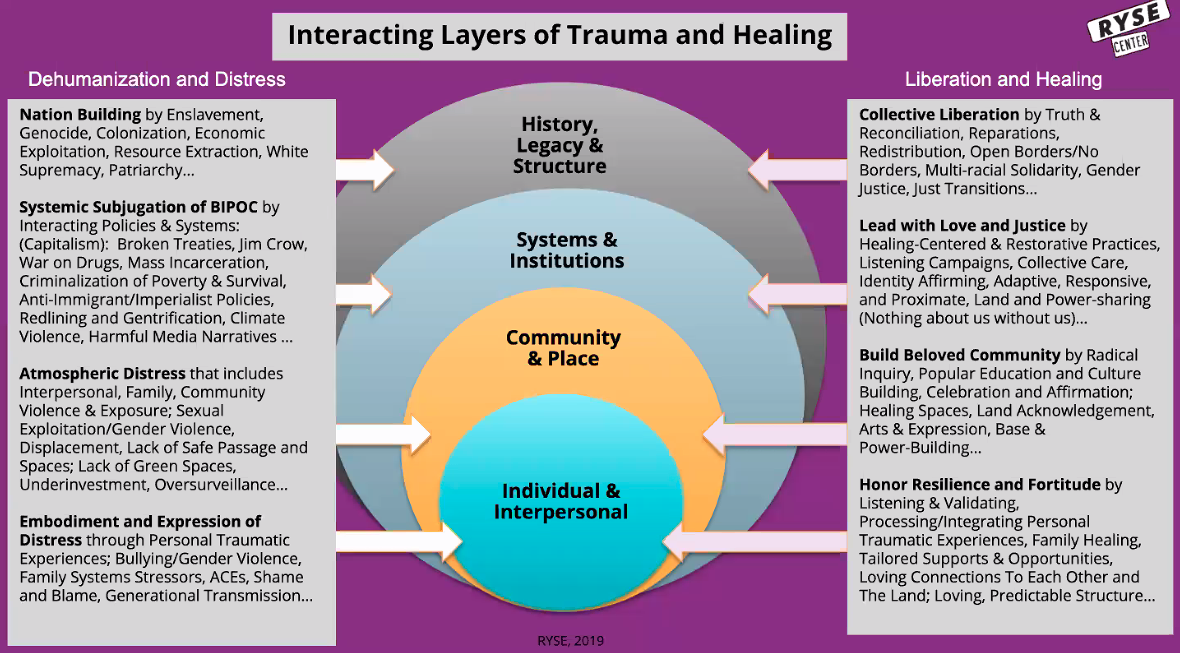 Interacting Layers of Trauma and Healing
RYSE
CENTER
Dehumanization and Distress
Nation Building by Enslavement,
Genocide, Colonization, Economic
Exploitation, Resource Extraction, White
Supremacy, Patriarchy...
Systemic Subjugation of BIPOC by
Interacting Policies & Systems:
(Capitalism): Broken Treaties, Jim Crow,
War on Drugs, Mass Incarceration,
Criminalization of Poverty & Survival,
Anti-Immigrant/Imperialist Policies,
Redlining and Gentrification, Climate
Violence, Harmful Media Narratives ...
Atmospheric Distress that includes
Interpersonal, Family, Community
Violence & Exposure; Sexual
Exploitation/Gender Violence,
Displacement, Lack of Safe Passage and
Spaces; Lack of Green Spaces,
Underinvestment, Oversurveillance...
Embodiment and Expression of
Distress through Personal Traumatic
Experiences; Bullying/Gender Violence,
Family Systems Stressors, ACEs, Shame
and Blame, Generational Transmission...
History,
Legacy &
Structure
Systems &
Institutions
Community
& Place
Individual &
Interpersonal
RYSE, 2019
Liberation and Healing
Collective Liberation by Truth &
Reconciliation, Reparations,
Redistribution, Open Borders/No
Borders, Multi-racial Solidarity, Gender
Justice, Just Transitions...
Lead with Love and Justice by
Healing-Centered & Restorative Practices,
Listening Campaigns, Collective Care,
Identity Affirming, Adaptive, Responsive,
and Proximate, Land and Power-sharing
(Nothing about us without us)...
Build Beloved Community by Radical
Inquiry, Popular Education and Culture
Building, Celebration and Affirmation;
Healing Spaces, Land Acknowledgement,
Arts & Expression, Base &
Power-Building...
Honor Resilience and Fortitude by
Listening & Validating,
Processing/Integrating Personal
Traumatic Experiences, Family Healing,
Tailored Supports & Opportunities,
Loving Connections To Each Other and
The Land; Loving, Predictable Structure...